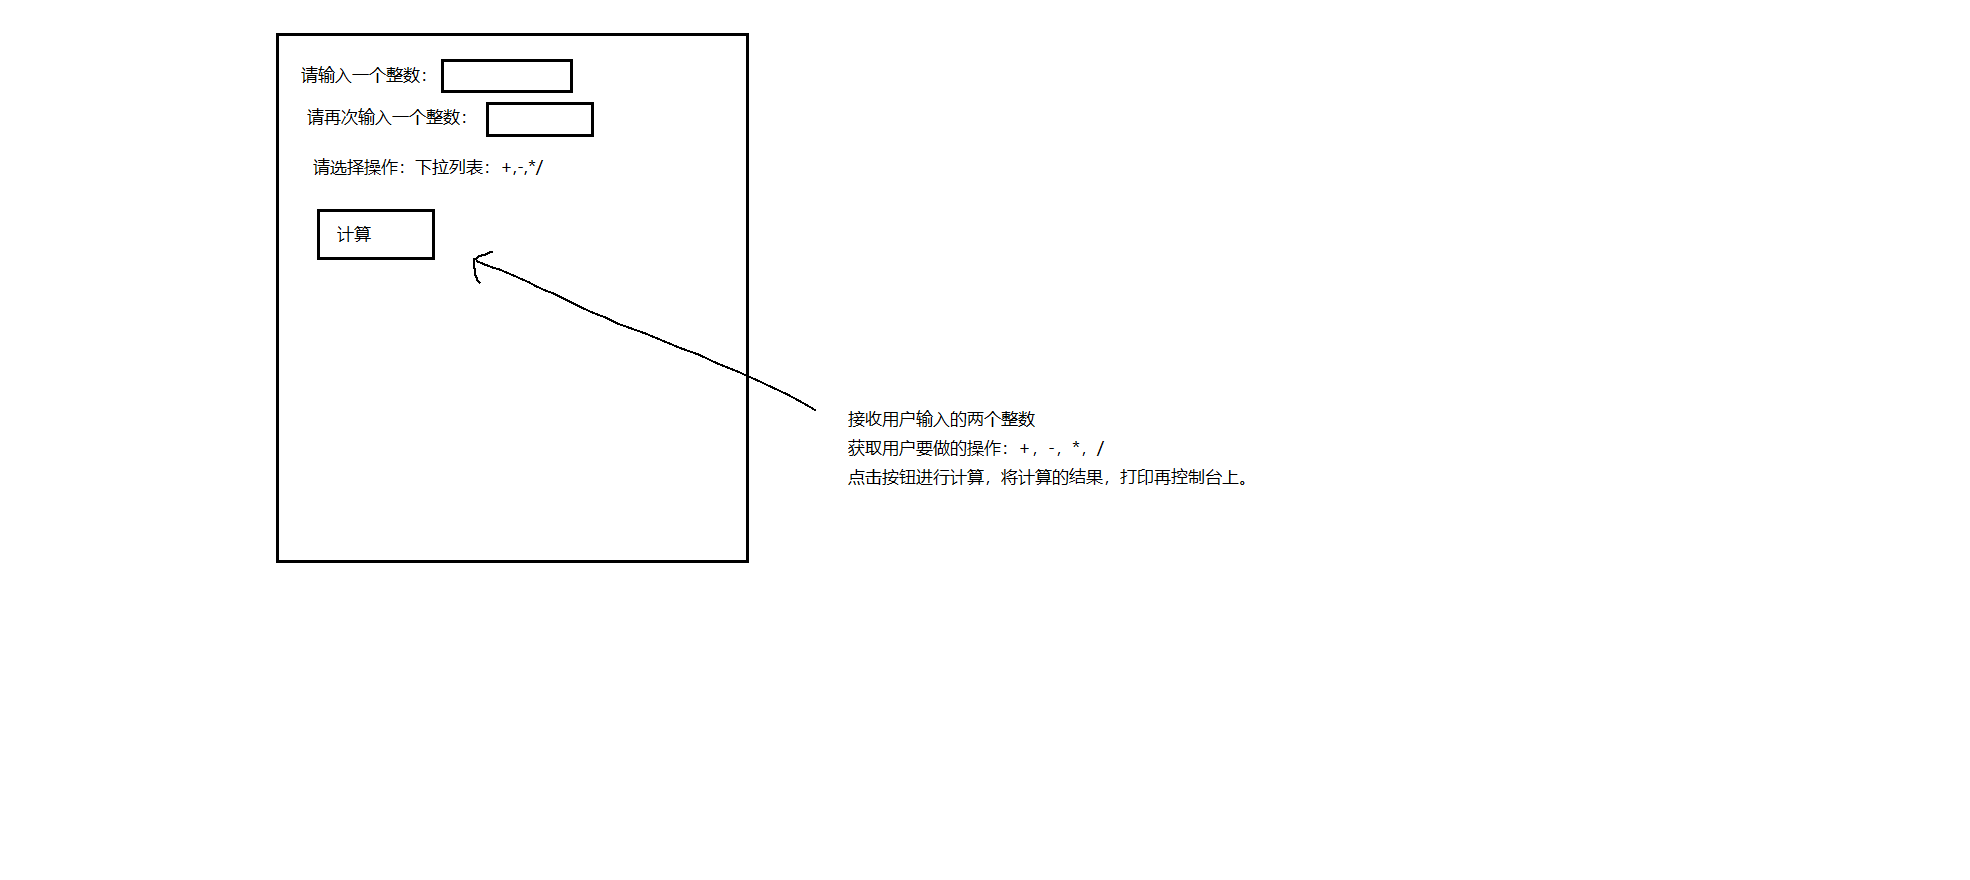 请输入一个整数：
请再次输入一个整数：
请选择操作：下拉列表：+,-,*/
计算
接收用户输入的两个整数
获取用户要做的操作：+，-，*，/
点击按钮进行计算，将计算的结果，打印再控制台上。